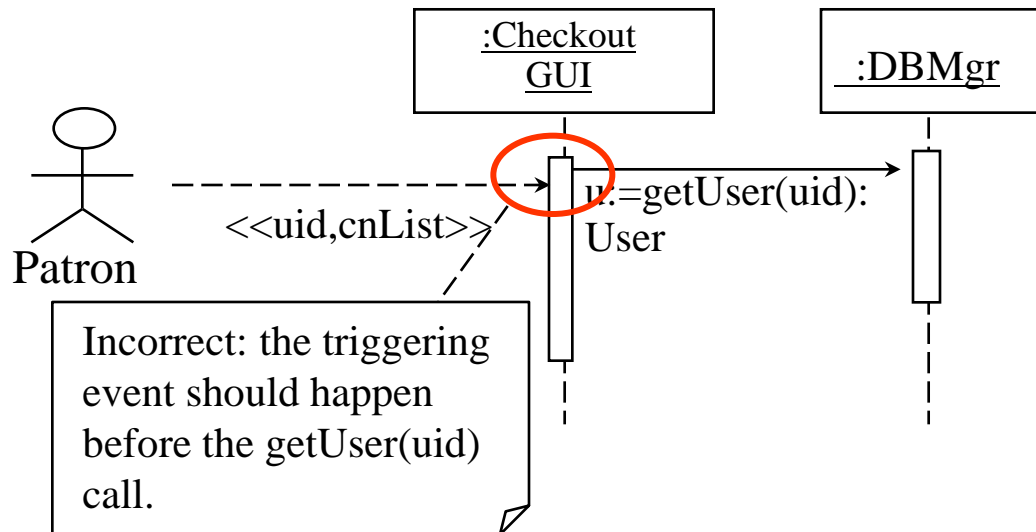 :Checkout
GUI
:DBMgr
<<uid,cnList>>
u:=getUser(uid):
User
Patron
Incorrect: the triggering
event should happen
before the getUser(uid)
call.